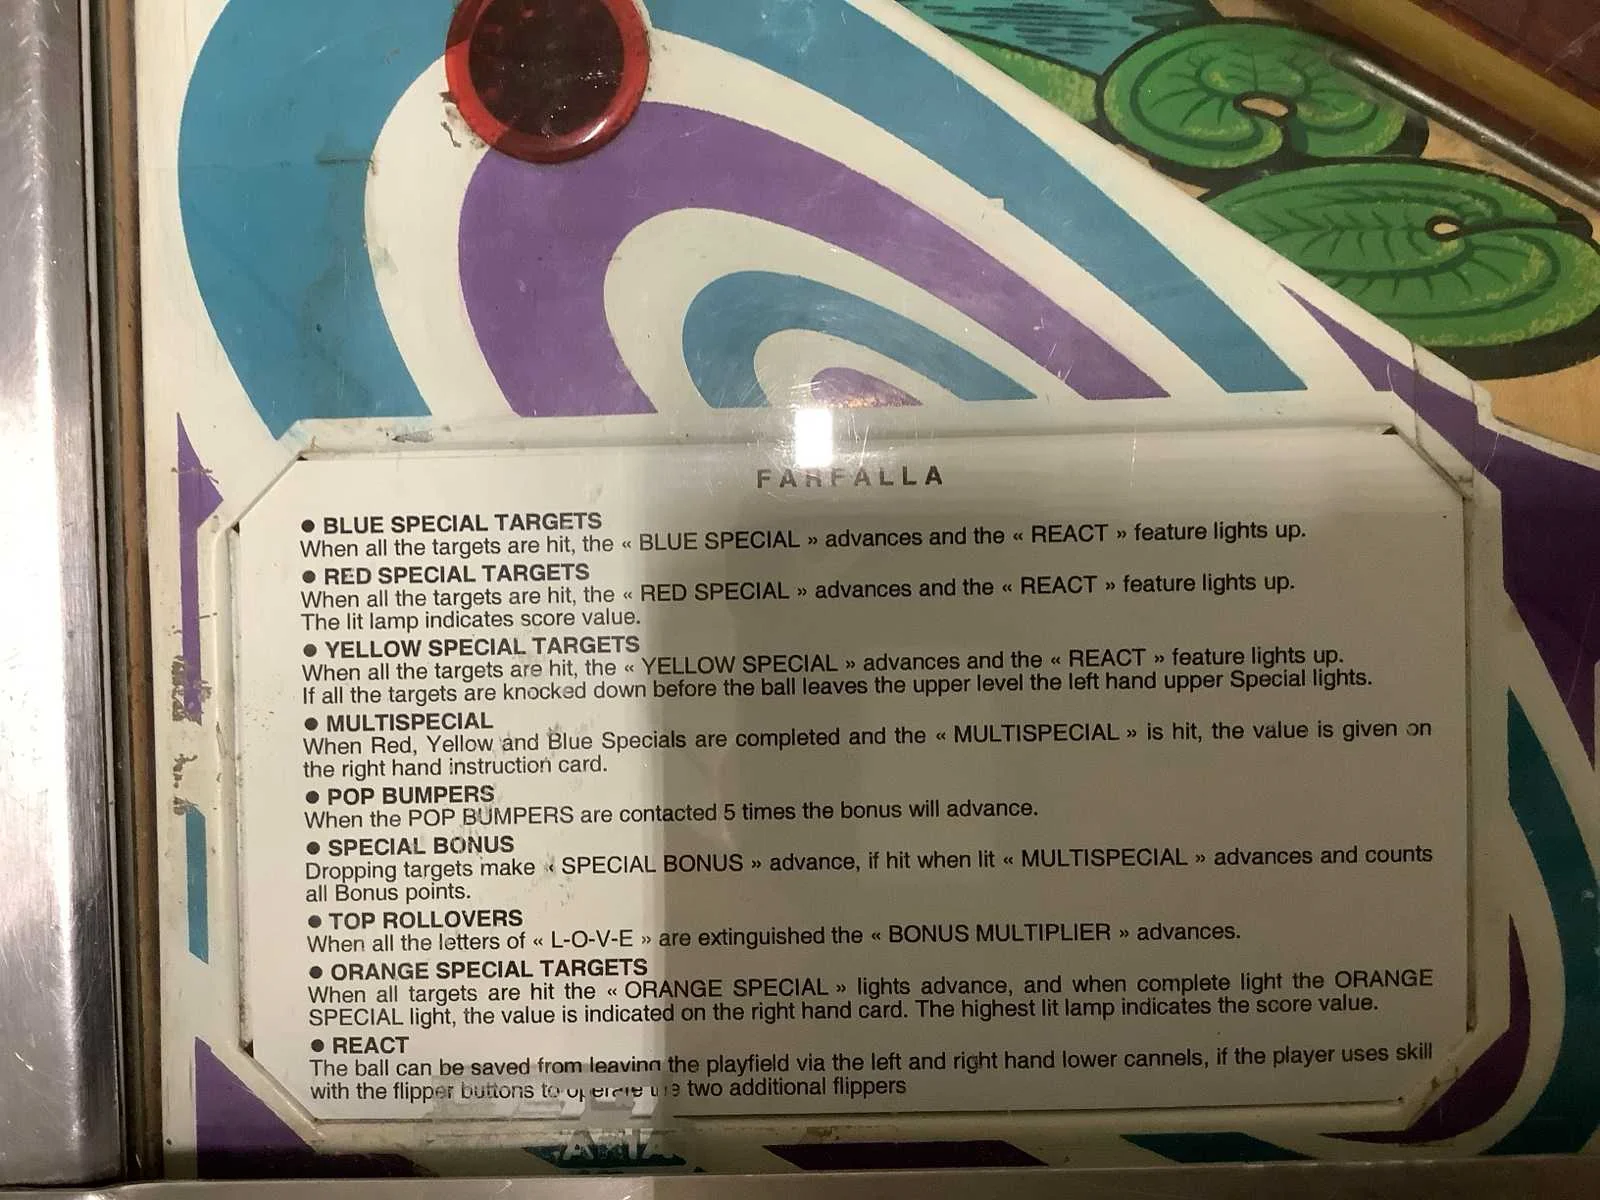 FARFALLA
● BLUE SPECIAL TARGETS
When all the targets are hit, the « BLUE SPECIAL » advances and the « REACT » feature lights up.
● RED SPECIAL TARGETS
When all the targets are hit, the « RED SPECIAL » advances and the « REACT » feature lights up.
The lit lamp indicates score value.
● YELLOW SPECIAL TARGETS
When all the targets are hit, the « YELLOW SPECIAL » advances and the « REACT » feature lights up.
If all the targets are knocked down before the ball leaves the upper level the left hand upper Special lights.
● MULTISPECIAL
When Red, Yellow and Blue Specials are completed and the « MULTISPECIAL » is hit, the value is given on
the right hand instruction card.
● POP BUMPERS
When the POP BUMPERS are contacted 5 times the bonus will advance.
● SPECIAL BONUS
Dropping targets make « SPECIAL BONUS » advance, if hit when lit « MULTISPECIAL » advances and counts
all Bonus points.
● TOP ROLLOVERS
When all the letters of « L-O-V-E » are extinguished the « BONUS MULTIPLIER » advances.
● ORANGE SPECIAL TARGETS
When all targets are hit the « ORANGE SPECIAL » lights advance, and when complete light the ORANGE
SPECIAL light, the value is indicated on the right hand card. The highest lit lamp indicates the score value.
● REACT
The ball can be saved from leaving the playfield via the left and right hand lower cannels, if the player uses skill
with the flipper buttons to operate the two additional flippers